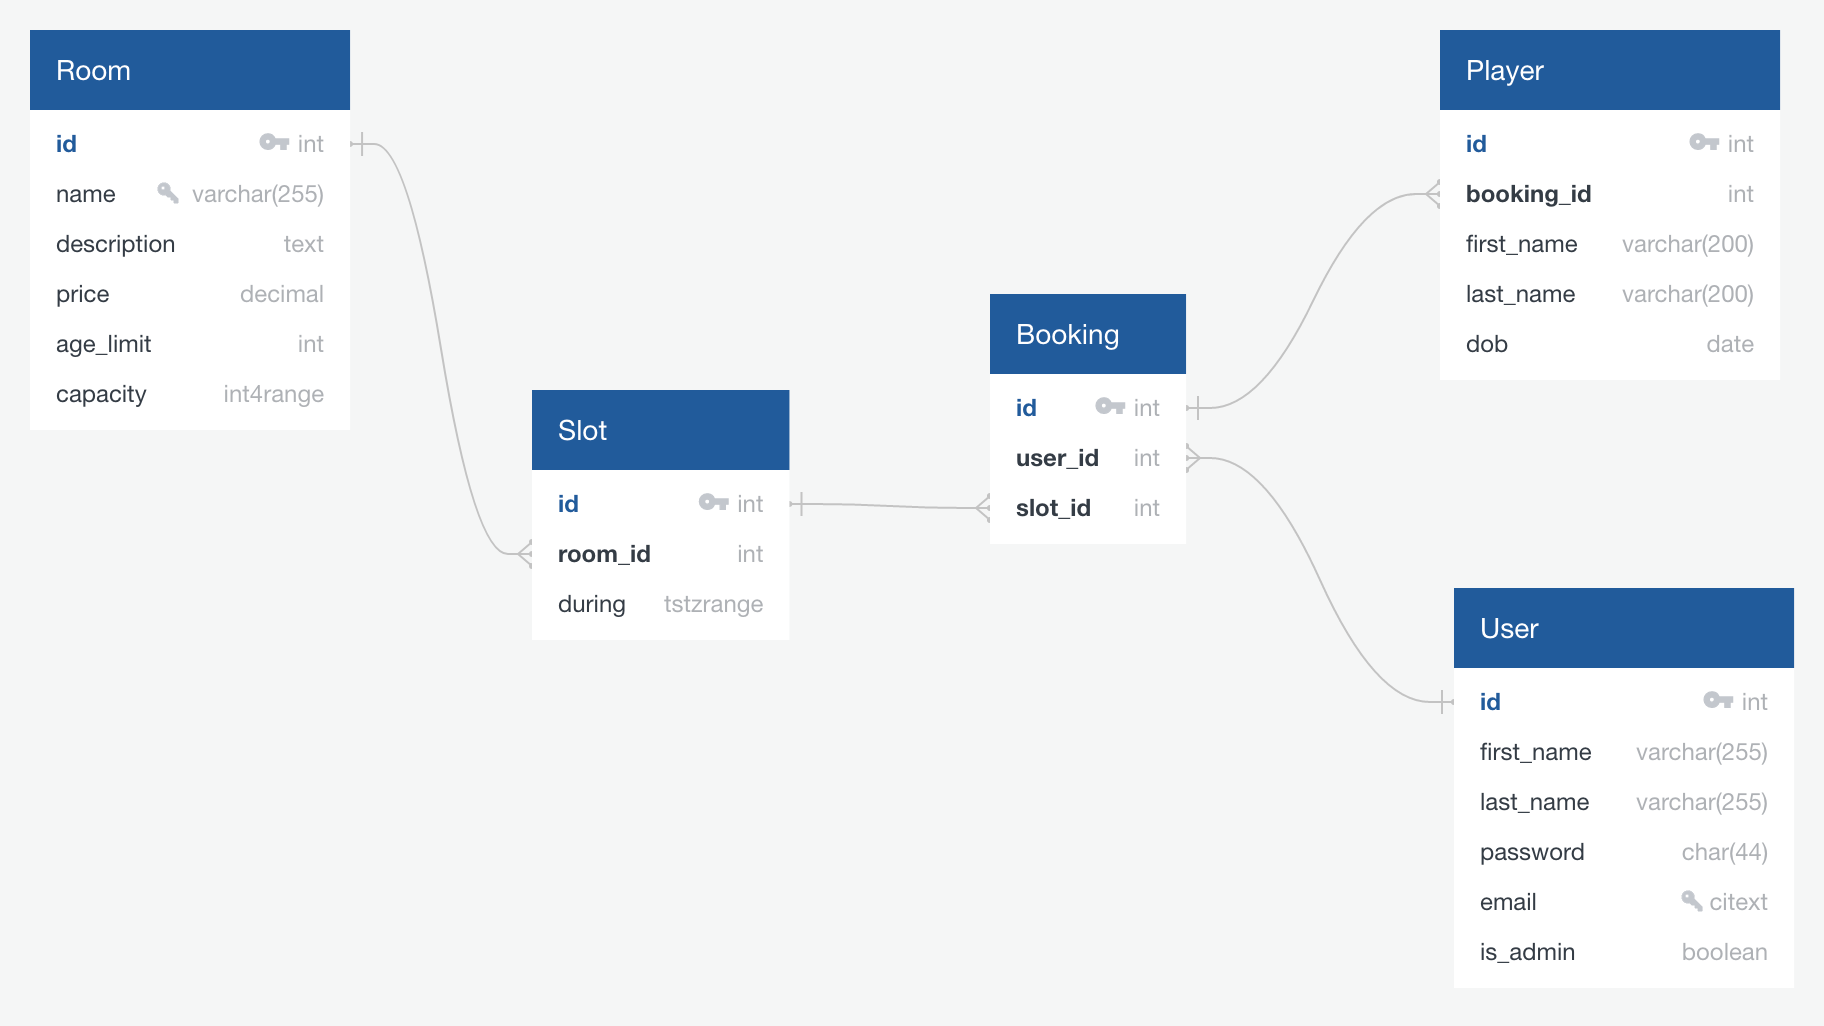 Room
id int
name varchar(255)
description text
price decimal
age_limit int
capacity int4range
Slot
id int
room_id int
during tstzrange
Booking
id int
user_id int
slot_id int
Player
id int
booking_id int
first_name varchar(200)
last_name varchar(200)
dob date
User
id int
first_name varchar(255)
last_name varchar(255)
password char(44)
email citext
is_admin boolean